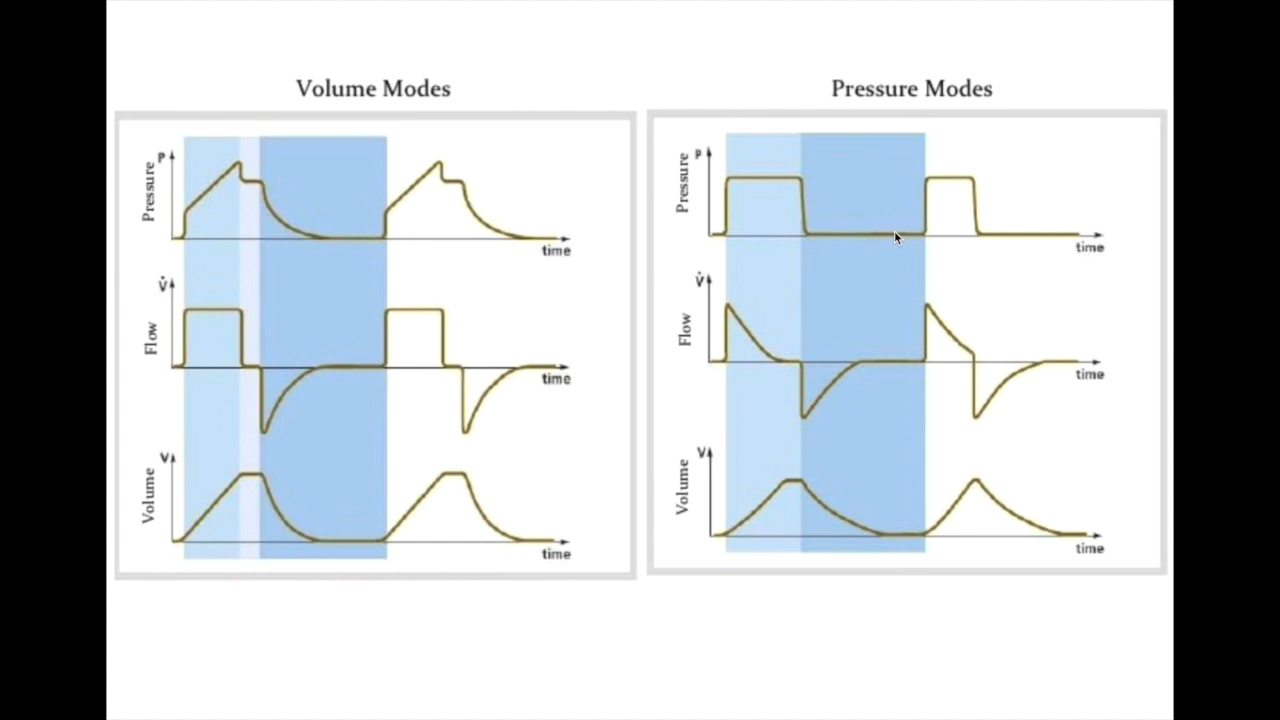 Volume Modes
Pressure
P
time
Flow
V̇
time
Volume
V
time
Pressure Modes
Pressure
P
time
Flow
V̇
time
Volume
V
time